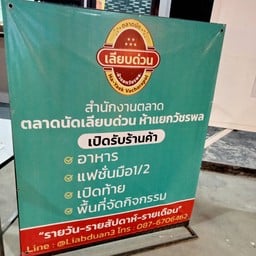 เลียบด่วน
สำนักงานตลาด
ตลาดนัดเลียบด่วน ห้าแยกวัชรพล
เปิดรับร้านค้า
อาหาร
แฟชั่นมือ1/2
เปิดท้าย
พื้นที่จัดกิจกรรม
"รายวัน-รายสัปดาห์-รายเดือน"
Line : @Liabduan3 โทร : 087-6706463